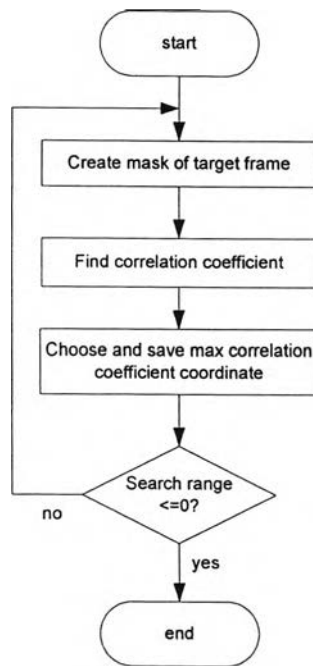 start
Create mask of target frame
Find correlation coefficient
Choose and save max correlation
coefficient coordinate
Search range
<=0?
no
yes
end